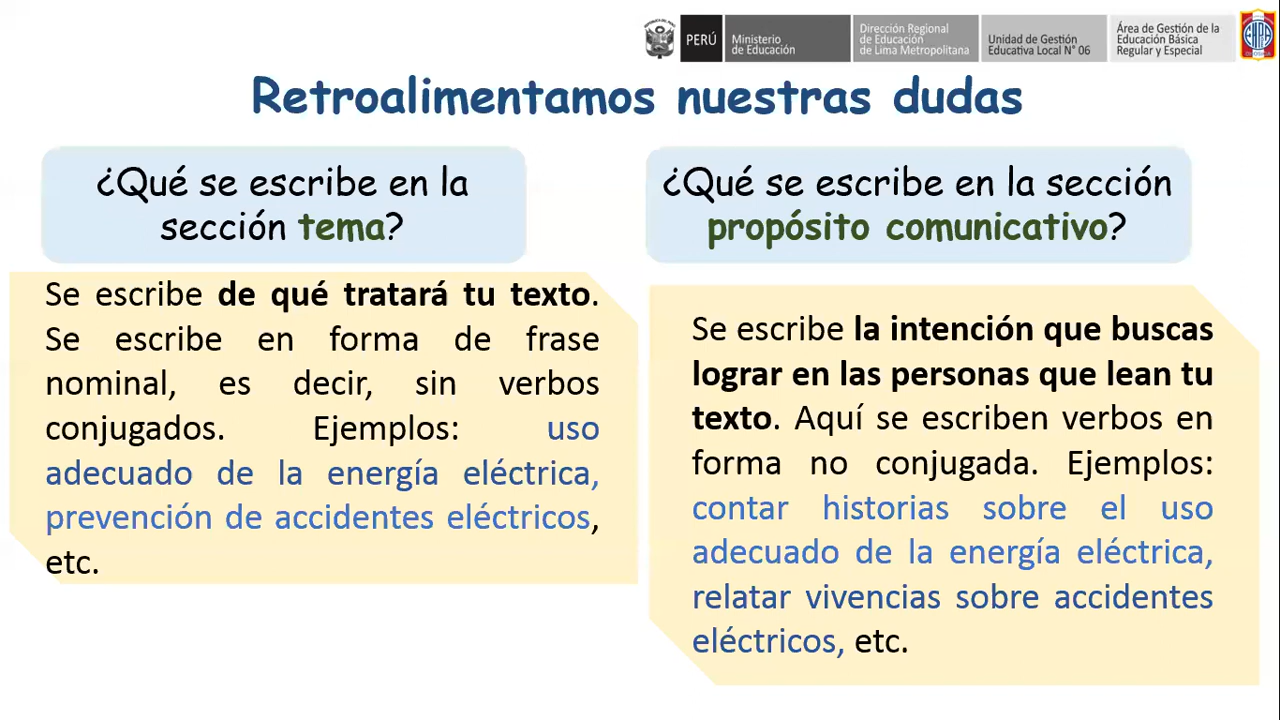 PERÚ
Ministerio
de Educación
Dirección Regional
de Educación
de Lima Metropolitana
Unidad de Gestión
Educativa Local N° 06
Área de Gestión de la
Educación Básica
Regular y Especial
Retroalimentamos nuestras dudas
¿Qué se escribe en la
sección tema?
Se escribe de qué tratará tu texto.
Se escribe en forma de frase
nominal, es decir, sin verbos
conjugados. Ejemplos: uso
adecuado de la energía eléctrica,
prevención de accidentes eléctricos,
etc.
¿Qué se escribe en la sección
propósito comunicativo?
Se escribe la intención que buscas
lograr en las personas que lean tu
texto. Aquí se escriben verbos en
forma no conjugada. Ejemplos:
contar historias sobre el uso
adecuado de la energía eléctrica,
relatar vivencias sobre accidentes
eléctricos, etc.